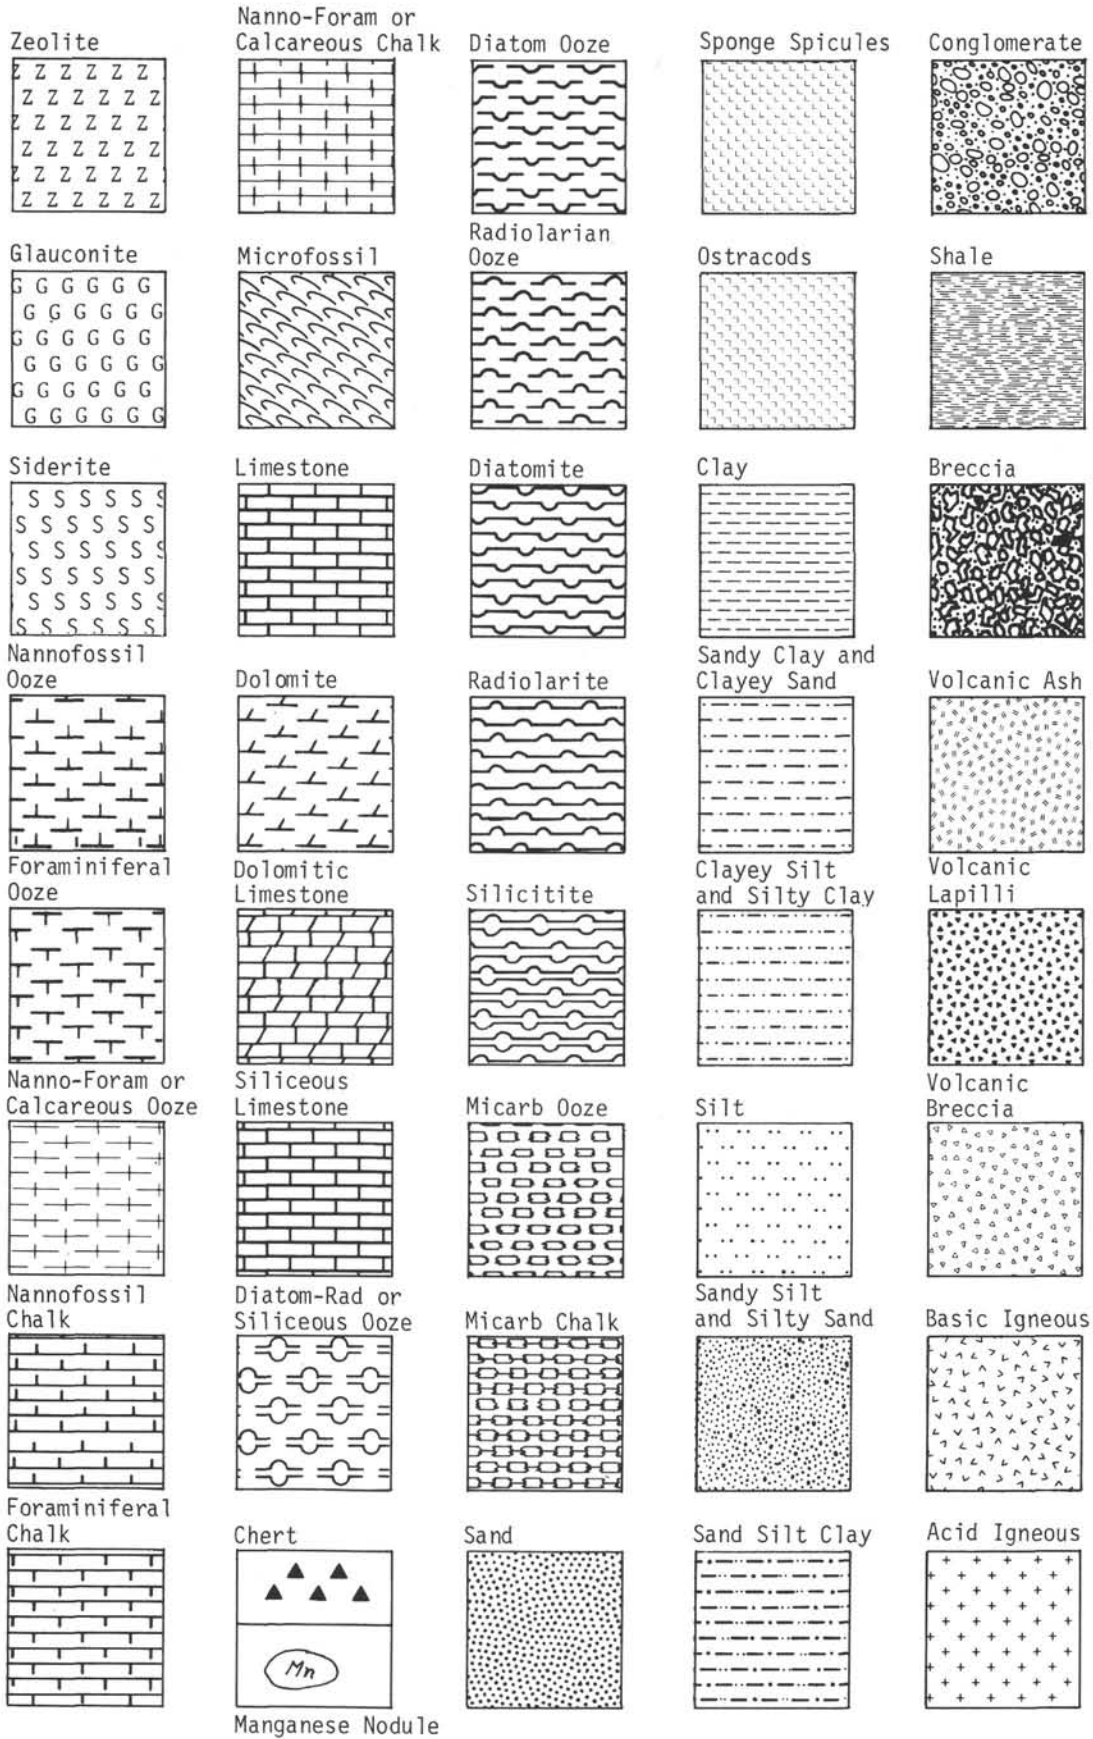 Zeolite
Z Z Z Z Z Z
Z Z Z Z Z Z
Z Z Z Z Z Z
Z Z Z Z Z Z
Z Z Z Z Z Z
Z Z Z Z Z Z
Glauconite
G G G G G G
G G G G G G
G G G G G G
G G G G G G
G G G G G G
G G G G G G
Siderite
S S S S S S
S S S S S S
S S S S S S
S S S S S S
S S S S S S
S S S S S S
Nannofossil
Ooze
Foraminiferal
Ooze
Nanno-Foram or
Calcareous Ooze
Nannofossil
Chalk
Foraminiferal
Chalk
Nanno-Foram or
Calcareous Chalk
Microfossil
Limestone
Dolomite
Dolomitic
Limestone
Siliceous
Limestone
Diatom-Rad or
Siliceous Ooze
Chert
Mn
Manganese Nodule
Diatom Ooze
Radiolarian
Ooze
Diatomite
Radiolarite
Silicitite
Micarb Ooze
Micarb Chalk
Sand
Sponge Spicules
Ostracods
Clay
Sandy Clay and
Clayey Sand
Clayey Silt
and Silty Clay
Silt
Sandy Silt
and Silty Sand
Sand Silt Clay
Conglomerate
Shale
Breccia
Volcanic Ash
Volcanic
Lapilli
Volcanic
Breccia
Basic Igneous
Acid Igneous